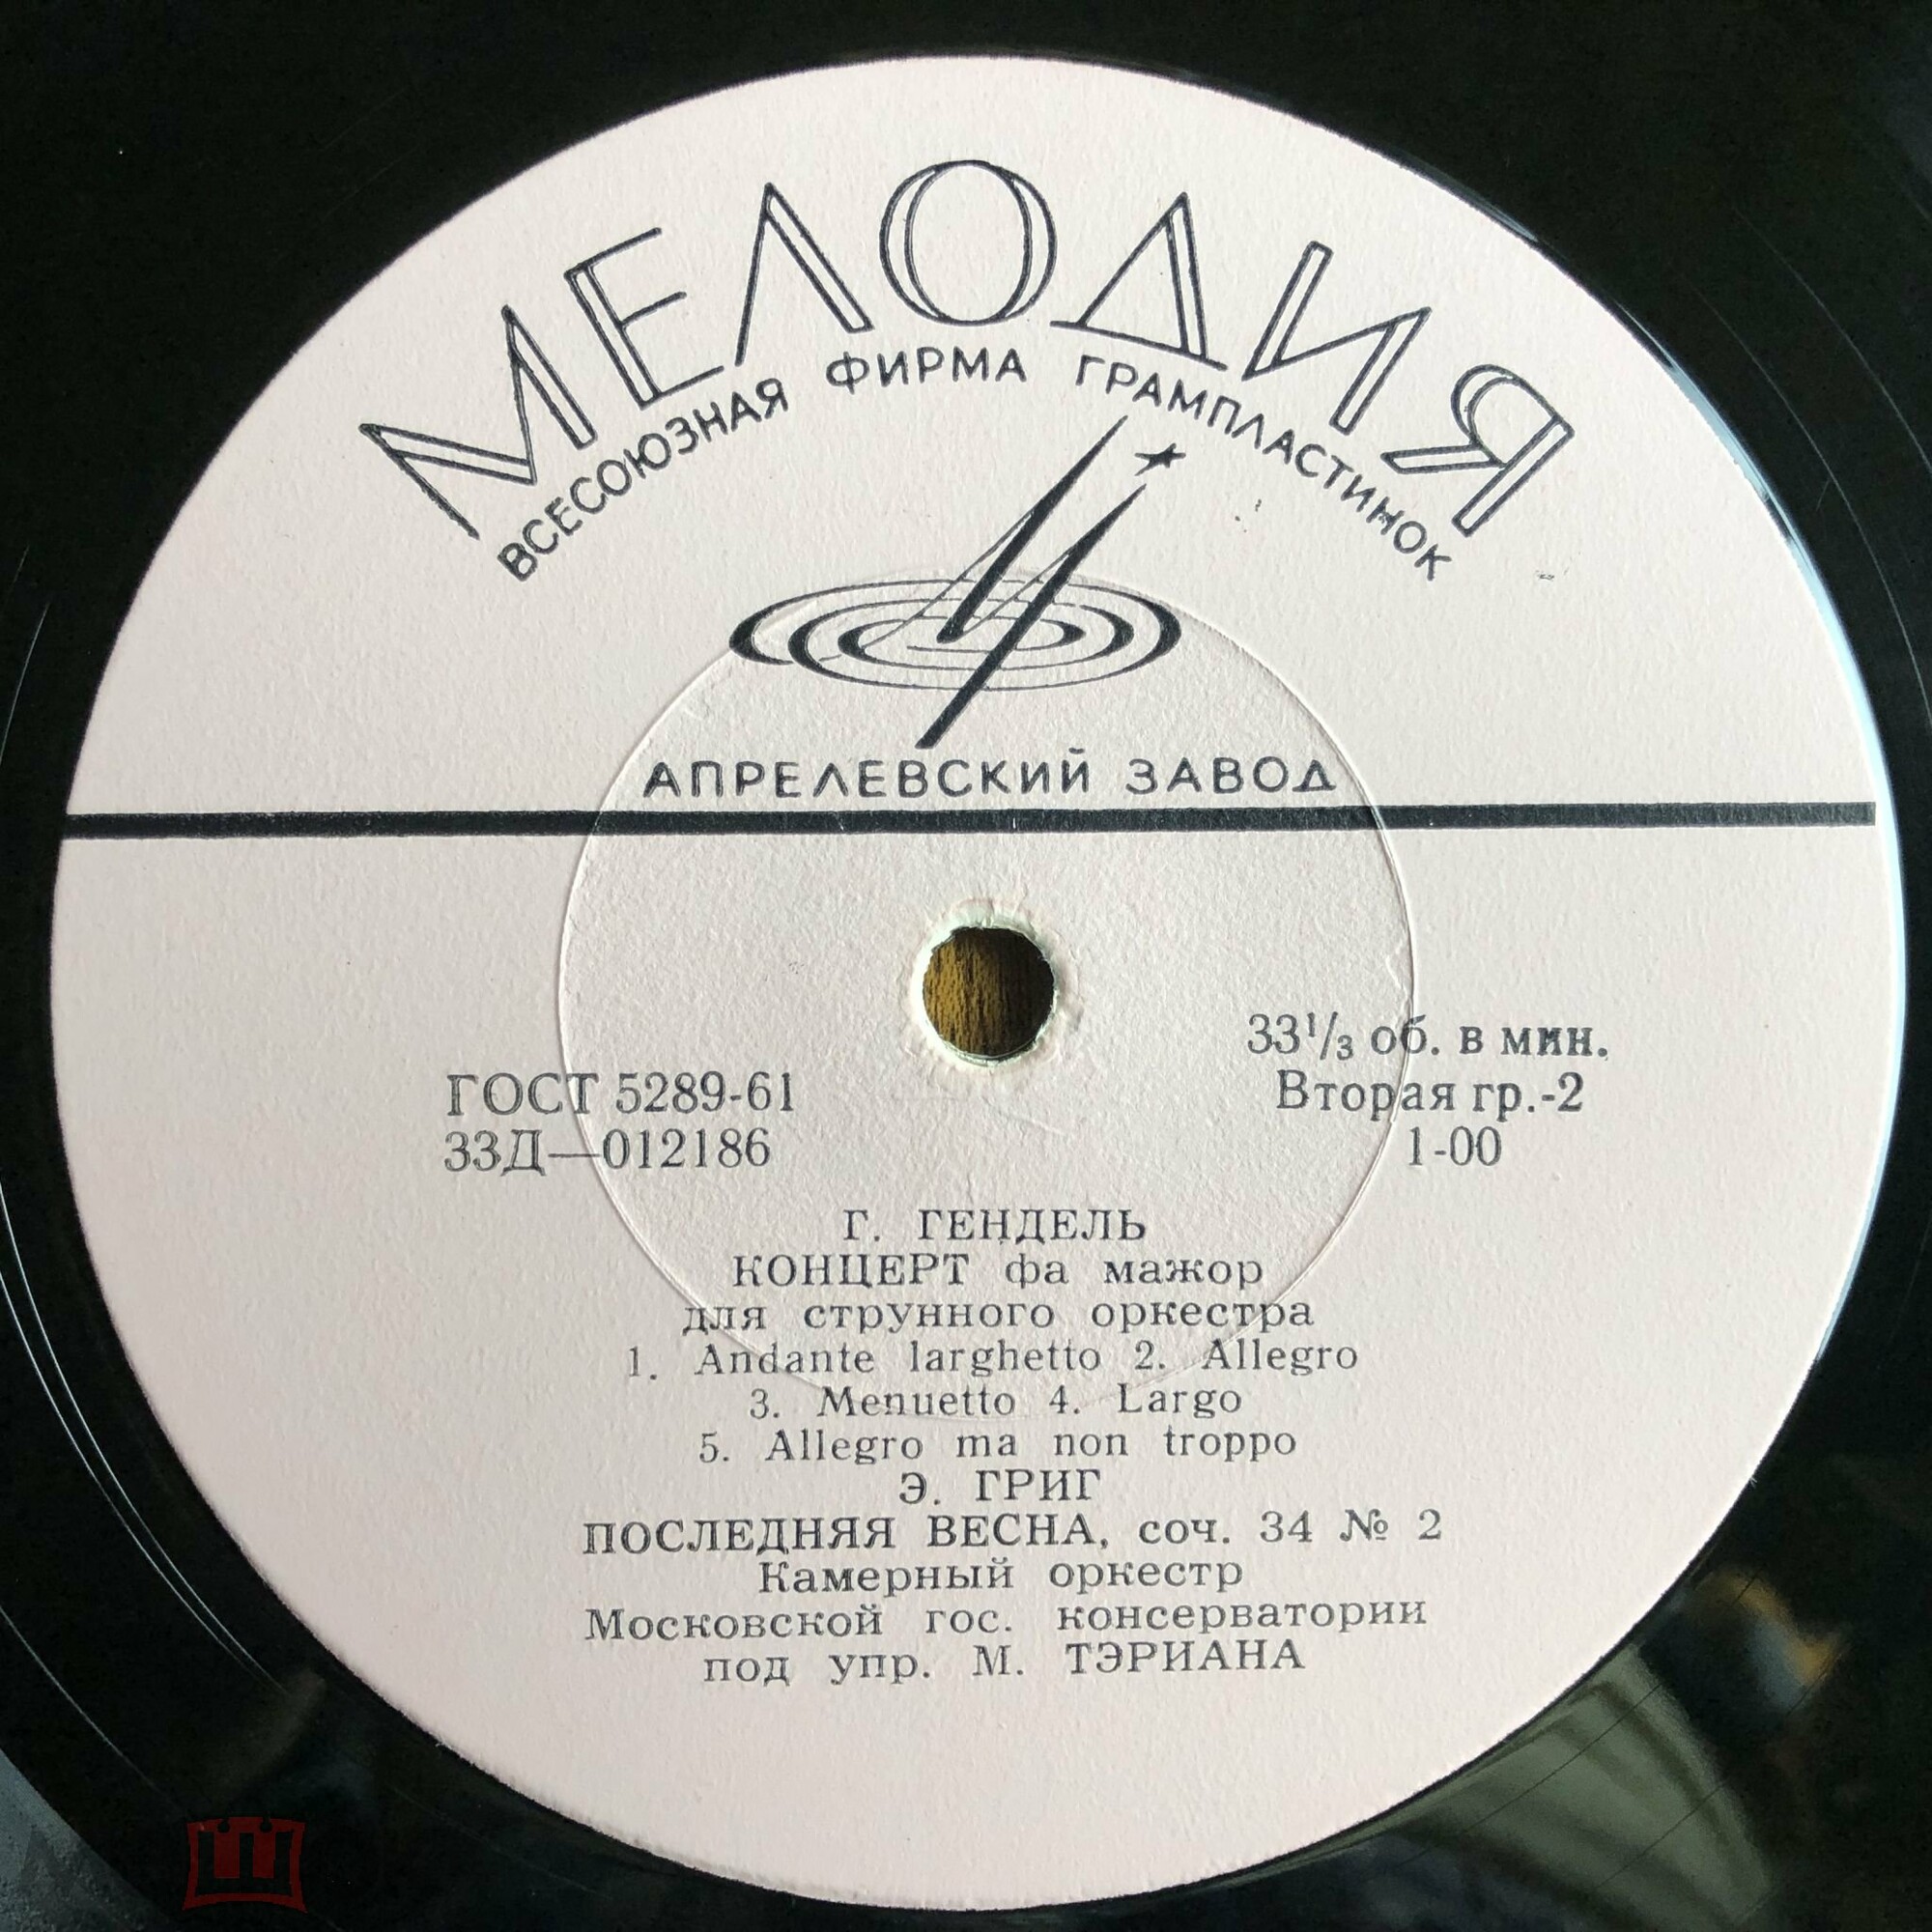 МЕЛОДИЯ
ВСЕСОЮЗНАЯ ФИРМА ГРАМПЛАСТИНОК
АПРЕЛЕВСКИЙ ЗАВОД
33¹/₃ об. в мин.
ГОСТ 5289-61
Вторая гр.-2
33Д—012186
1-00
Г. ГЕНДЕЛЬ
КОНЦЕРТ фа мажор
для струнного оркестра
1. Andante larghetto 2. Allegro
3. Menuetto 4. Largo
5. Allegro ma non troppo
Э. ГРИГ
ПОСЛЕДНЯЯ ВЕСНА, соч. 34 № 2
Камерный оркестр
Московской гос. консерватории
под упр. М. ТЭРИАНА